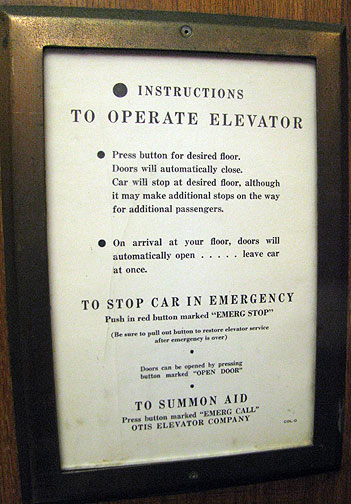 ● INSTRUCTIONS
TO OPERATE ELEVATOR
● Press button for desired floor.
Doors will automatically close.
Car will stop at desired floor, although
it may make additional stops on the way
for additional passengers.
● On arrival at your floor, doors will
automatically open . . . . . leave car
at once.
TO STOP CAR IN EMERGENCY
Push in red button marked "EMERG STOP"
(Be sure to pull out button to restore elevator service
after emergency is over)
Doors can be opened by pressing
button marked "OPEN DOOR"
TO SUMMON AID
Press button marked "EMERG CALL"
OTIS ELEVATOR COMPANY